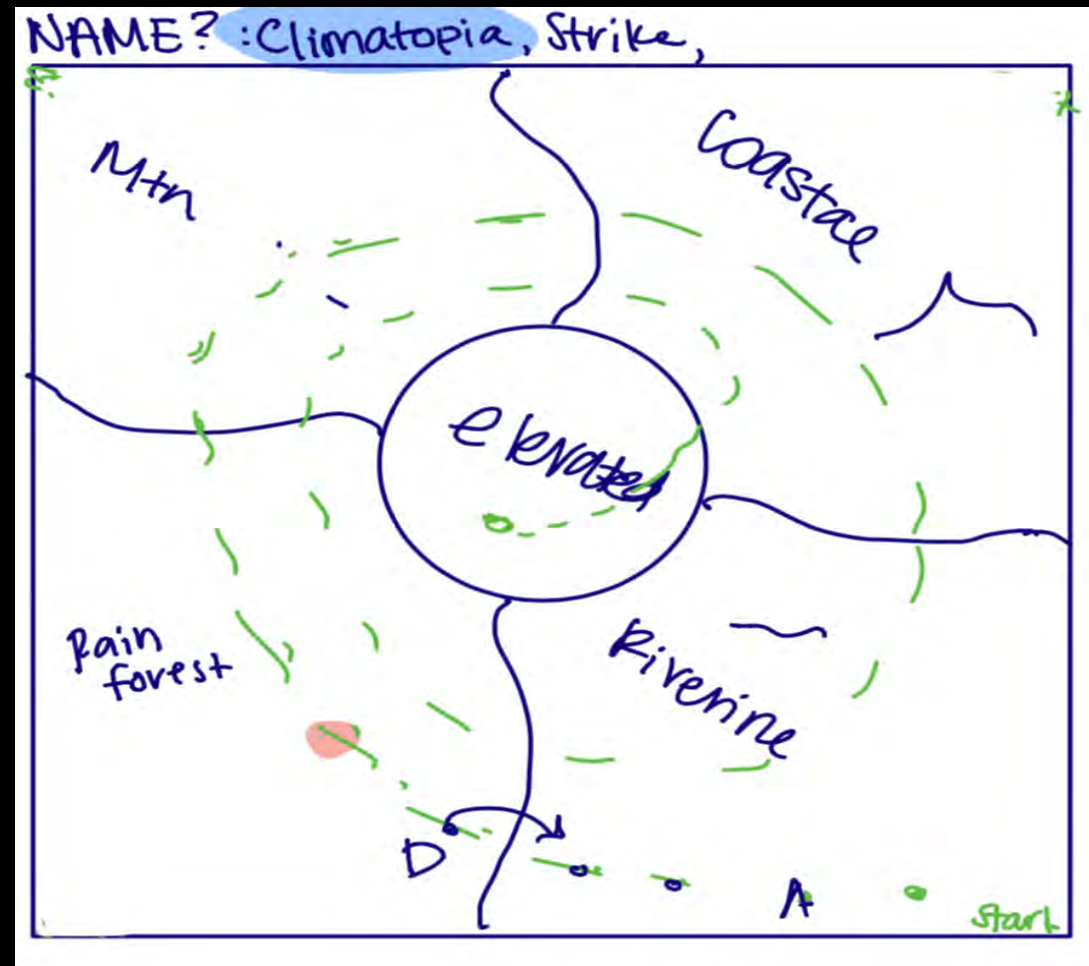 NAME? : Climatopia, Strike,
Mtn
Coastal
elevated
Rain
forest
Riverine
D
A
start